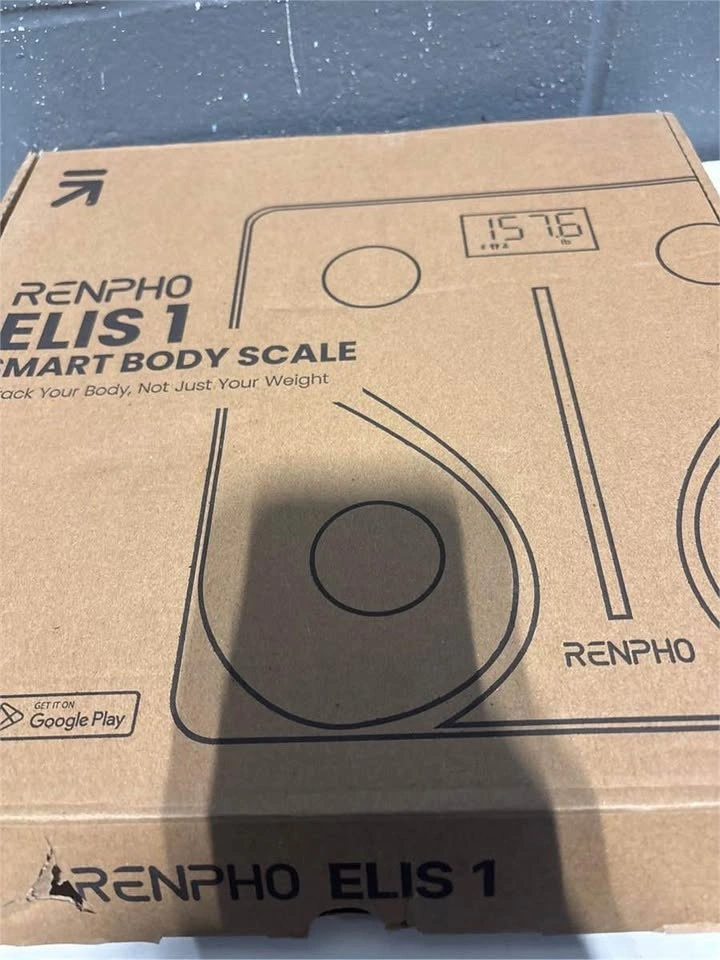 RENPHO
ELIS 1
SMART BODY SCALE
Your Body, Not Just Your Weight
157.6
lb
RENPHO
GET IT ON
Google Play
RENPHO ELIS 1